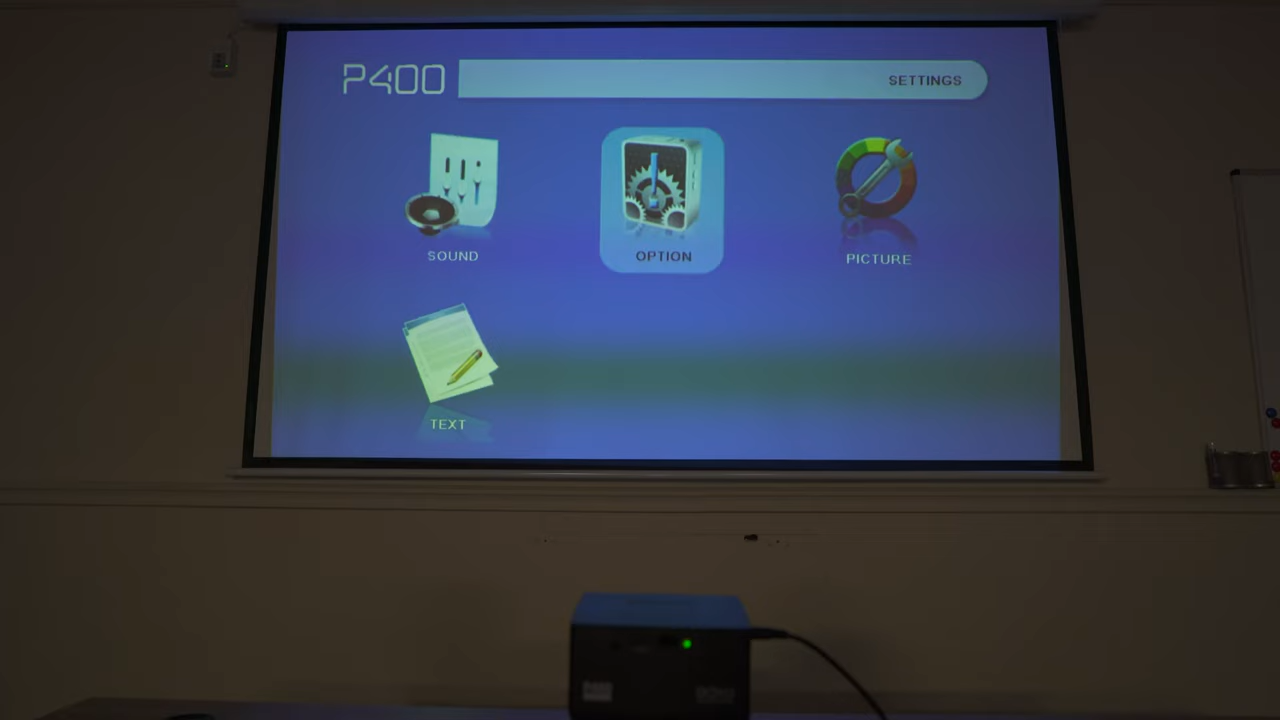 P400
SETTINGS
SOUND
OPTION
PICTURE
TEXT